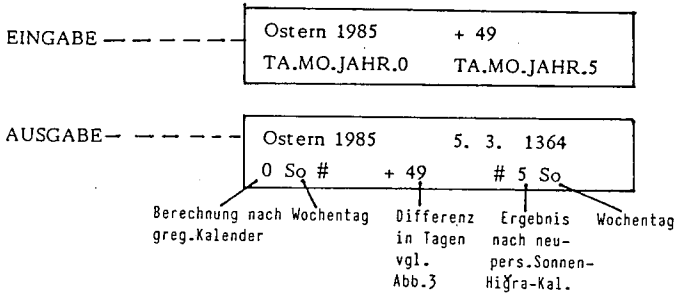 EINGABE
Ostern 1985 + 49
TA.MO.JAHR.0 TA.MO.JAHR.5
AUSGABE
Ostern 1985 5. 3. 1364
0 So # + 49 # 5 So
Berechnung nach greg.Kalender
Wochentag
Differenz in Tagen vgl. Abb.3
Ergebnis nach neu-pers.Sonnen-Hiğra-Kal.
Wochentag